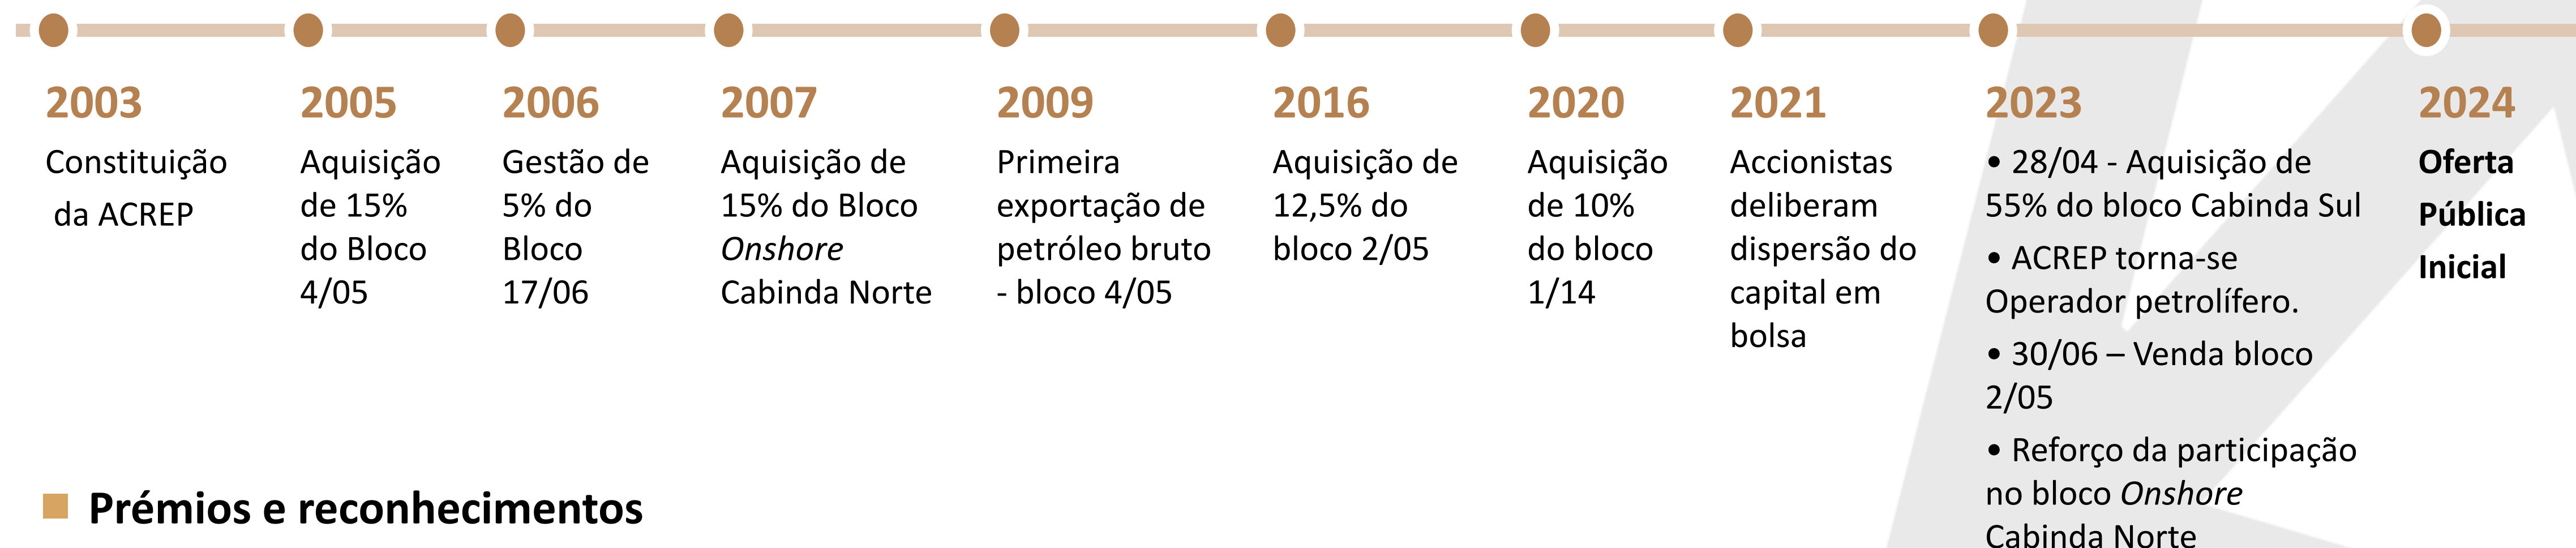 2003
Constituição
da ACREP
2005
Aquisição
de 15%
do Bloco
4/05
2006
Gestão de
5% do
Bloco
17/06
2007
Aquisição de
15% do Bloco
Onshore
Cabinda Norte
2009
Primeira
exportação de
petróleo bruto
- bloco 4/05
2016
Aquisição de
12,5% do
bloco 2/05
2020
Aquisição
de 10%
do bloco
1/14
2021
Accionistas
deliberam
dispersão do
capital em
bolsa
2023
• 28/04 - Aquisição de
55% do bloco Cabinda Sul
• ACREP torna-se
Operador petrolífero.
• 30/06 – Venda bloco
2/05
• Reforço da participação
no bloco Onshore
Cabinda Norte
2024
Oferta
Pública
Inicial
Prémios e reconhecimentos